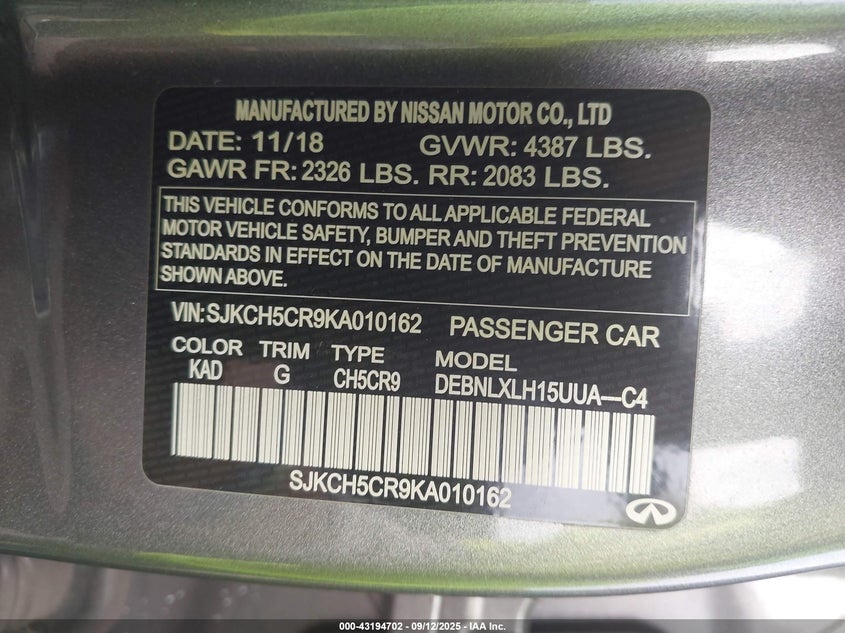 MANUFACTURED BY NISSAN MOTOR CO., LTD
DATE: 11/18 GVWR: 4387 LBS.
GAWR FR: 2326 LBS. RR: 2083 LBS.
THIS VEHICLE CONFORMS TO ALL APPLICABLE FEDERAL
MOTOR VEHICLE SAFETY, BUMPER AND THEFT PREVENTION
STANDARDS IN EFFECT ON THE DATE OF MANUFACTURE
SHOWN ABOVE.
VIN: SJKCH5CR9KA010162 PASSENGER CAR
COLOR TRIM TYPE MODEL
KAD G CH5CR9 DEBNLXLH15UUA—C4
SJKCH5CR9KA010162
000-43194702 - 09/12/2025 - IAA Inc.